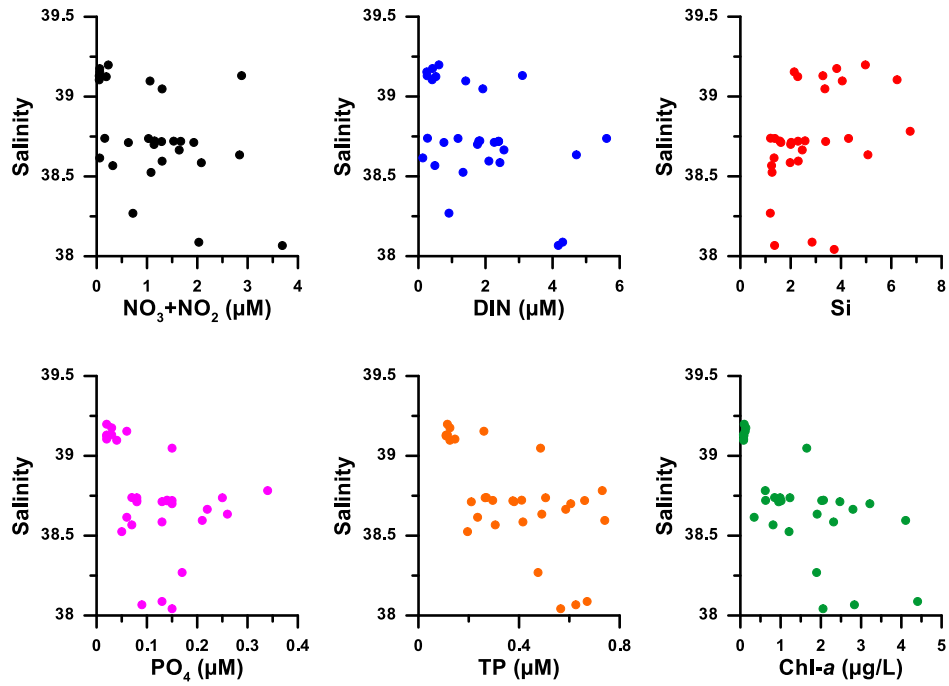 39.5
39
38.5
38
Salinity
0 1 2 3 4
NO₃+NO₂ (µM)
39.5
39
38.5
38
Salinity
0 2 4 6
DIN (µM)
39.5
39
38.5
38
Salinity
0 2 4 6 8
Si
39.5
39
38.5
38
Salinity
0 0.1 0.2 0.3 0.4
PO₄ (µM)
39.5
39
38.5
38
Salinity
0 0.4 0.8
TP (µM)
39.5
39
38.5
38
Salinity
0 1 2 3 4 5
Chl-a (µg/L)